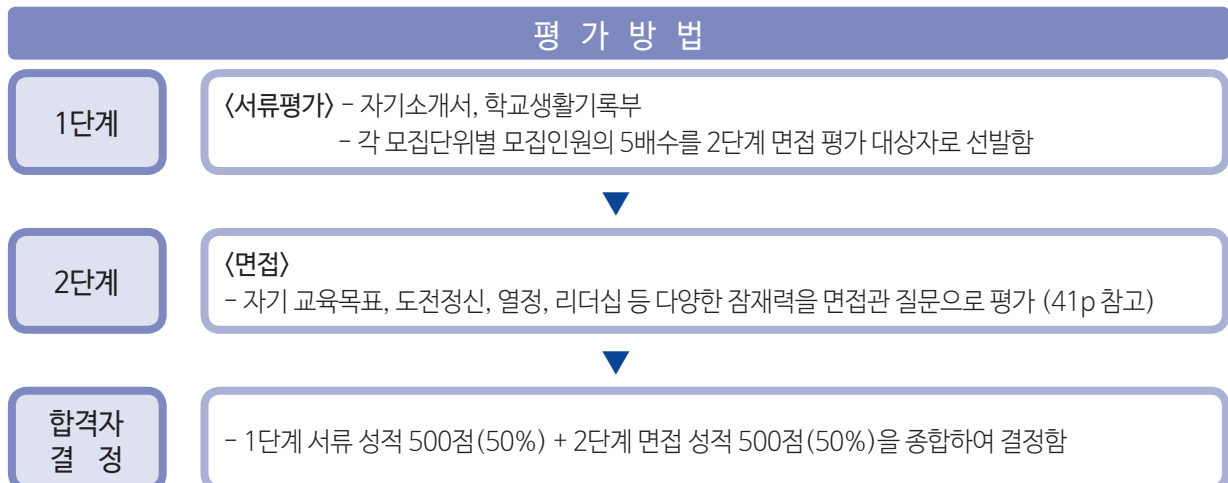 평 가 방 법
1단계
〈서류평가〉 - 자기소개서, 학교생활기록부
- 각 모집단위별 모집인원의 5배수를 2단계 면접 평가 대상자로 선발함
2단계
〈면접〉
- 자기 교육목표, 도전정신, 열정, 리더십 등 다양한 잠재력을 면접관 질문으로 평가 (41p 참고)
합격자
결 정
- 1단계 서류 성적 500점(50%) + 2단계 면접 성적 500점(50%)을 종합하여 결정함